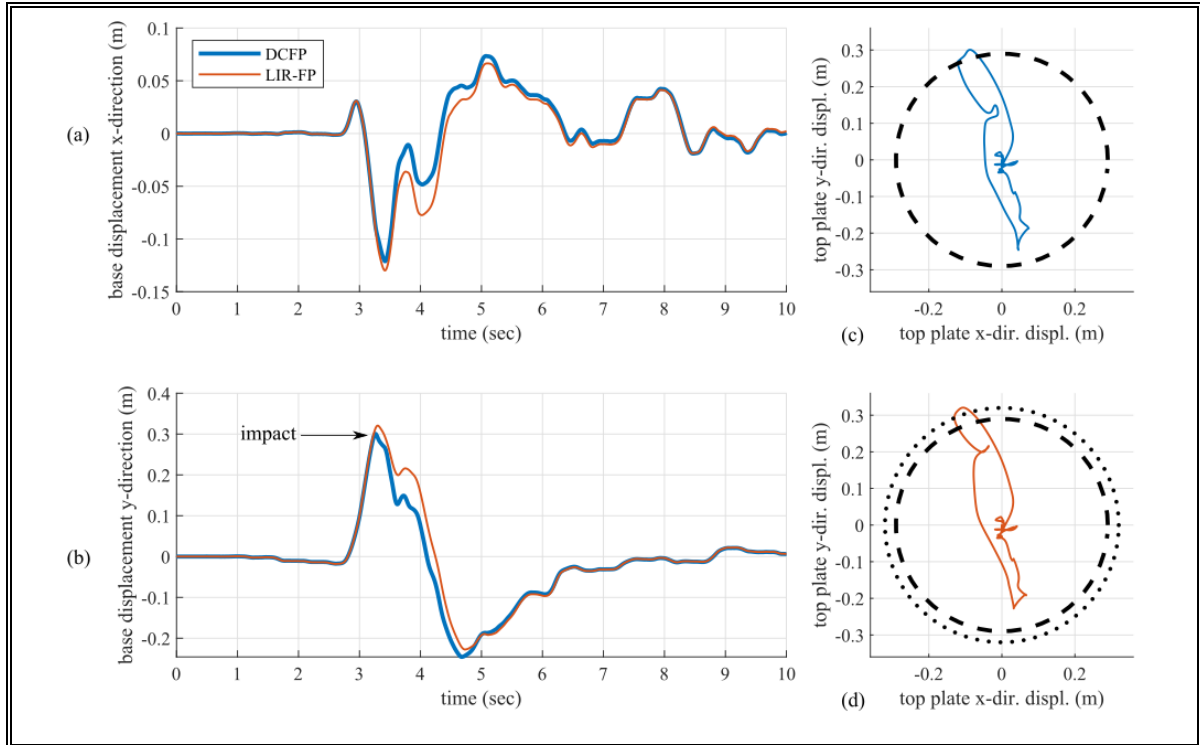 (a)
base displacement x-direction (m)
0.1
0.05
0
-0.05
-0.1
-0.15
DCFP
LIR-FP
0 1 2 3 4 5 6 7 8 9 10
time (sec)
(c)
top plate y-dir. displ. (m)
0.3
0.2
0.1
0
-0.1
-0.2
-0.3
-0.2 0 0.2
top plate x-dir. displ. (m)
(b)
base displacement y-direction (m)
0.4
0.3
0.2
0.1
0
-0.1
-0.2
impact
0 1 2 3 4 5 6 7 8 9 10
time (sec)
(d)
top plate y-dir. displ. (m)
0.3
0.2
0.1
0
-0.1
-0.2
-0.3
-0.2 0 0.2
top plate x-dir. displ. (m)